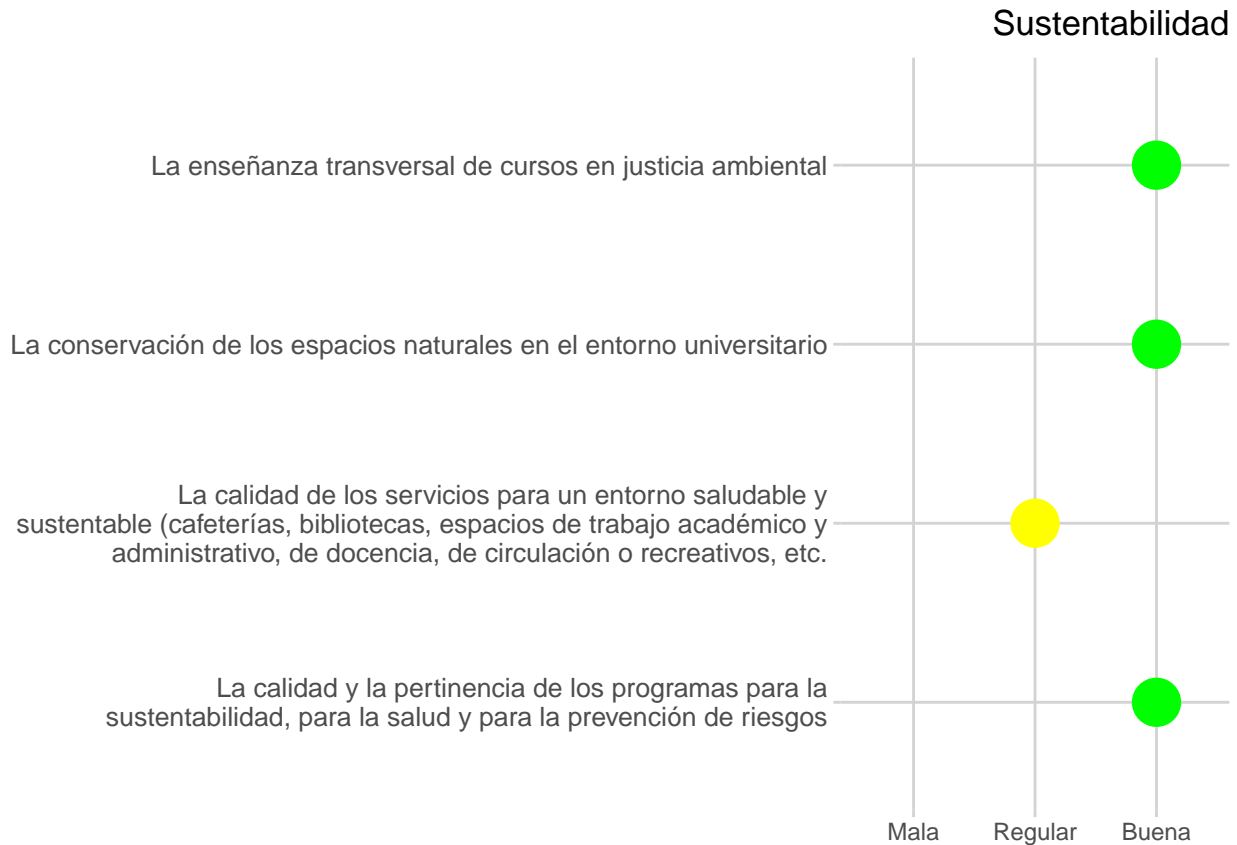 Sustentabilidad
La enseñanza transversal de cursos en justicia ambiental
La conservación de los espacios naturales en el entorno universitario
La calidad de los servicios para un entorno saludable y
sustentable (cafeterías, bibliotecas, espacios de trabajo académico y
administrativo, de docencia, de circulación o recreativos, etc.
La calidad y la pertinencia de los programas para la
sustentabilidad, para la salud y para la prevención de riesgos
Mala Regular Buena